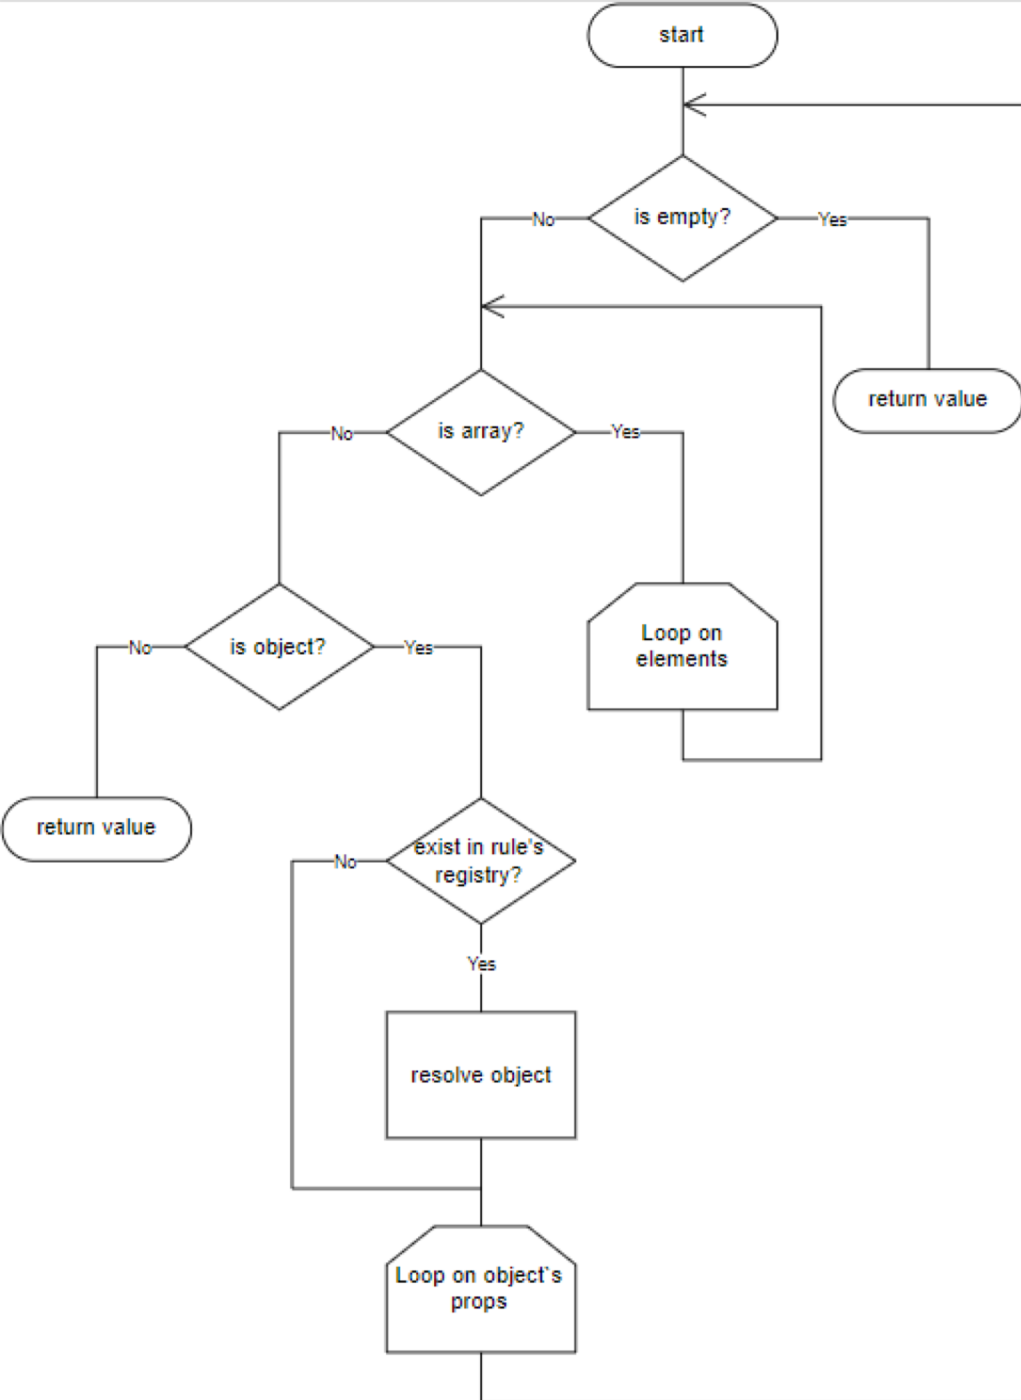 start
is empty?
No
Yes
return value
is array?
No
Yes
Loop on
elements
is object?
No
Yes
return value
exist in rule's
registry?
No
Yes
resolve object
Loop on object`s
props